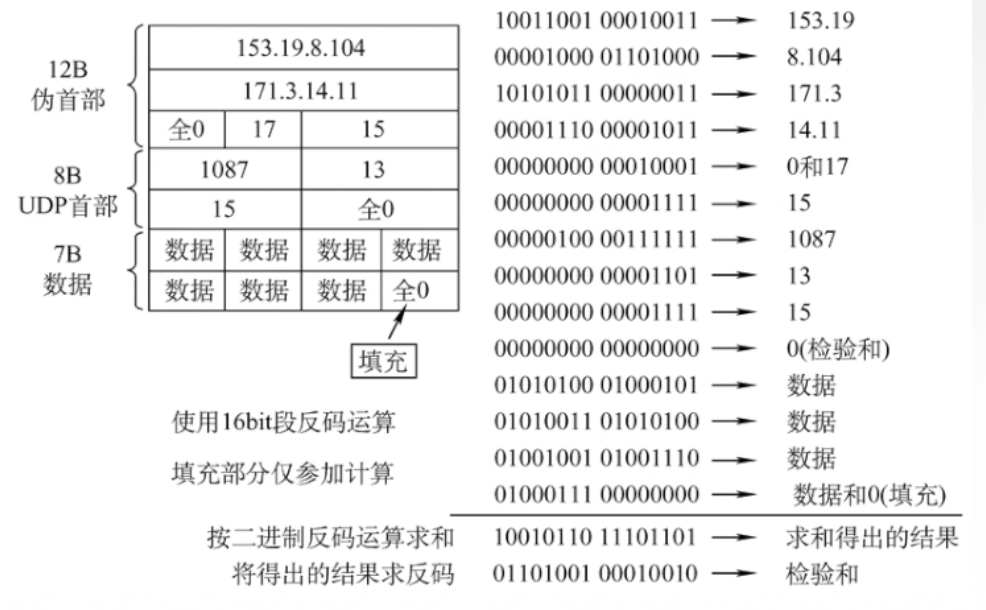 12B
伪首部
153.19.8.104
171.3.14.11
全0 17 15
8B
UDP首部
1087 13
15 全0
7B
数据
数据 数据 数据 数据
数据 数据 数据 全0
填充
使用16bit段反码运算
填充部分仅参加计算
10011001 00010011 → 153.19
00001000 01101000 → 8.104
10101011 00000011 → 171.3
00001110 00001011 → 14.11
00000000 00010001 → 0和17
00000000 00001111 → 15
00000100 00111111 → 1087
00000000 00001101 → 13
00000000 00001111 → 15
00000000 00000000 → 0(检验和)
01010100 01000101 → 数据
01010011 01010100 → 数据
01001001 01001110 → 数据
01000111 00000000 → 数据和0(填充)
按二进制反码运算求和 10010110 11101101 → 求和得出的结果
将得出的结果求反码 01101001 00010010 → 检验和